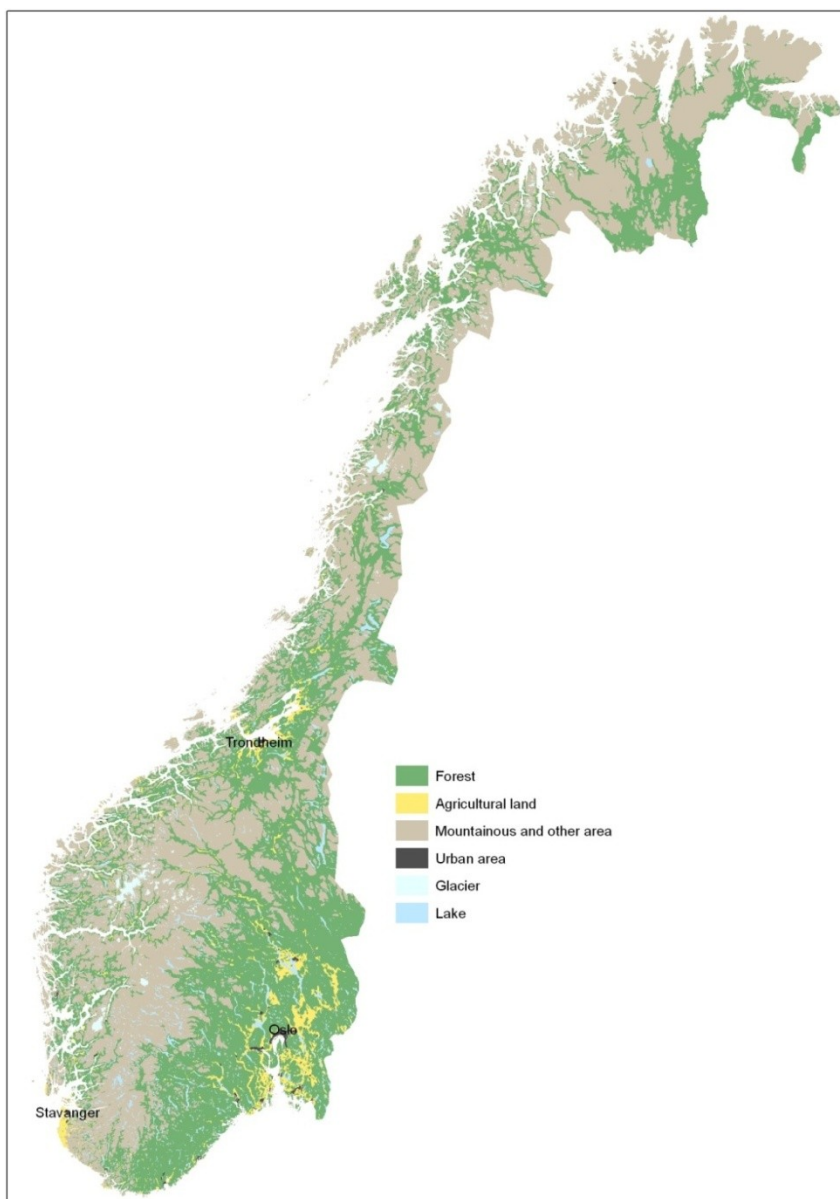 Trondheim
Forest
Agricultural land
Mountainous and other area
Urban area
Glacier
Lake
Oslo
Stavanger